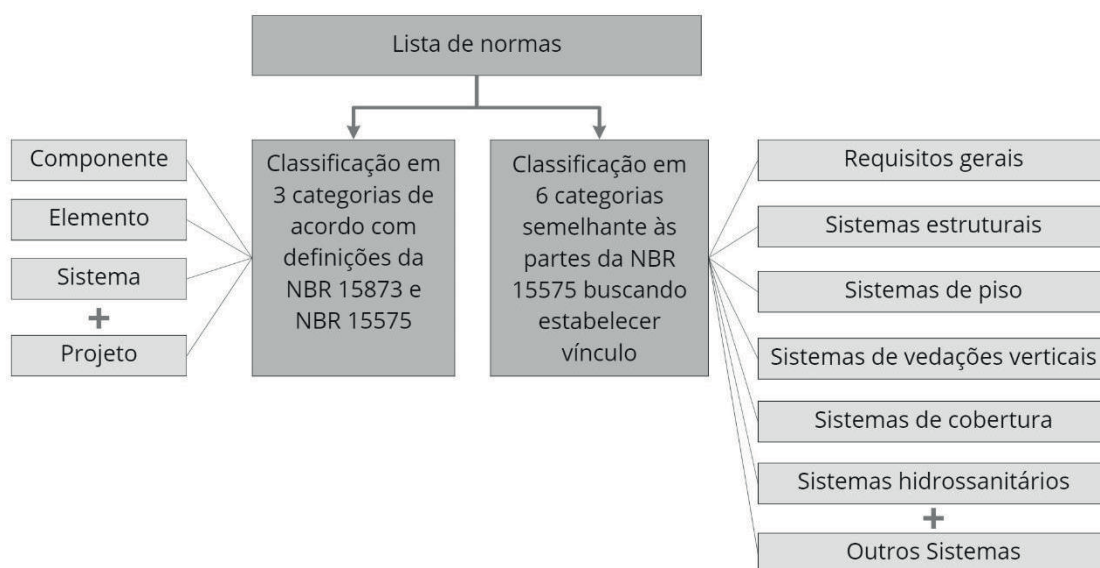 Lista de normas
Componente
Elemento
Sistema
+
Projeto
Classificação em
3 categorias de
acordo com
definições da
NBR 15873 e
NBR 15575
Classificação em
6 categorias
semelhante às
partes da NBR
15575 buscando
estabelecer
vínculo
Requisitos gerais
Sistemas estruturais
Sistemas de piso
Sistemas de vedações verticais
Sistemas de cobertura
Sistemas hidrossanitários
+
Outros Sistemas